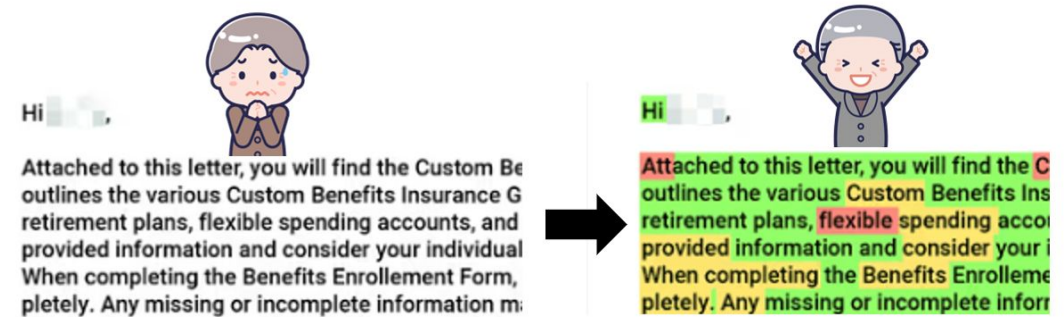 Hi ,
Attached to this letter, you will find the Custom Be
outlines the various Custom Benefits Insurance G
retirement plans, flexible spending accounts, and
provided information and consider your individual
When completing the Benefits Enrollement Form,
pletely. Any missing or incomplete information m
Hi ,
Attached to this letter, you will find the C
outlines the various Custom Benefits Ins
retirement plans, flexible spending accou
provided information and consider your i
When completing the Benefits Enrolleme
pletely. Any missing or incomplete inforr